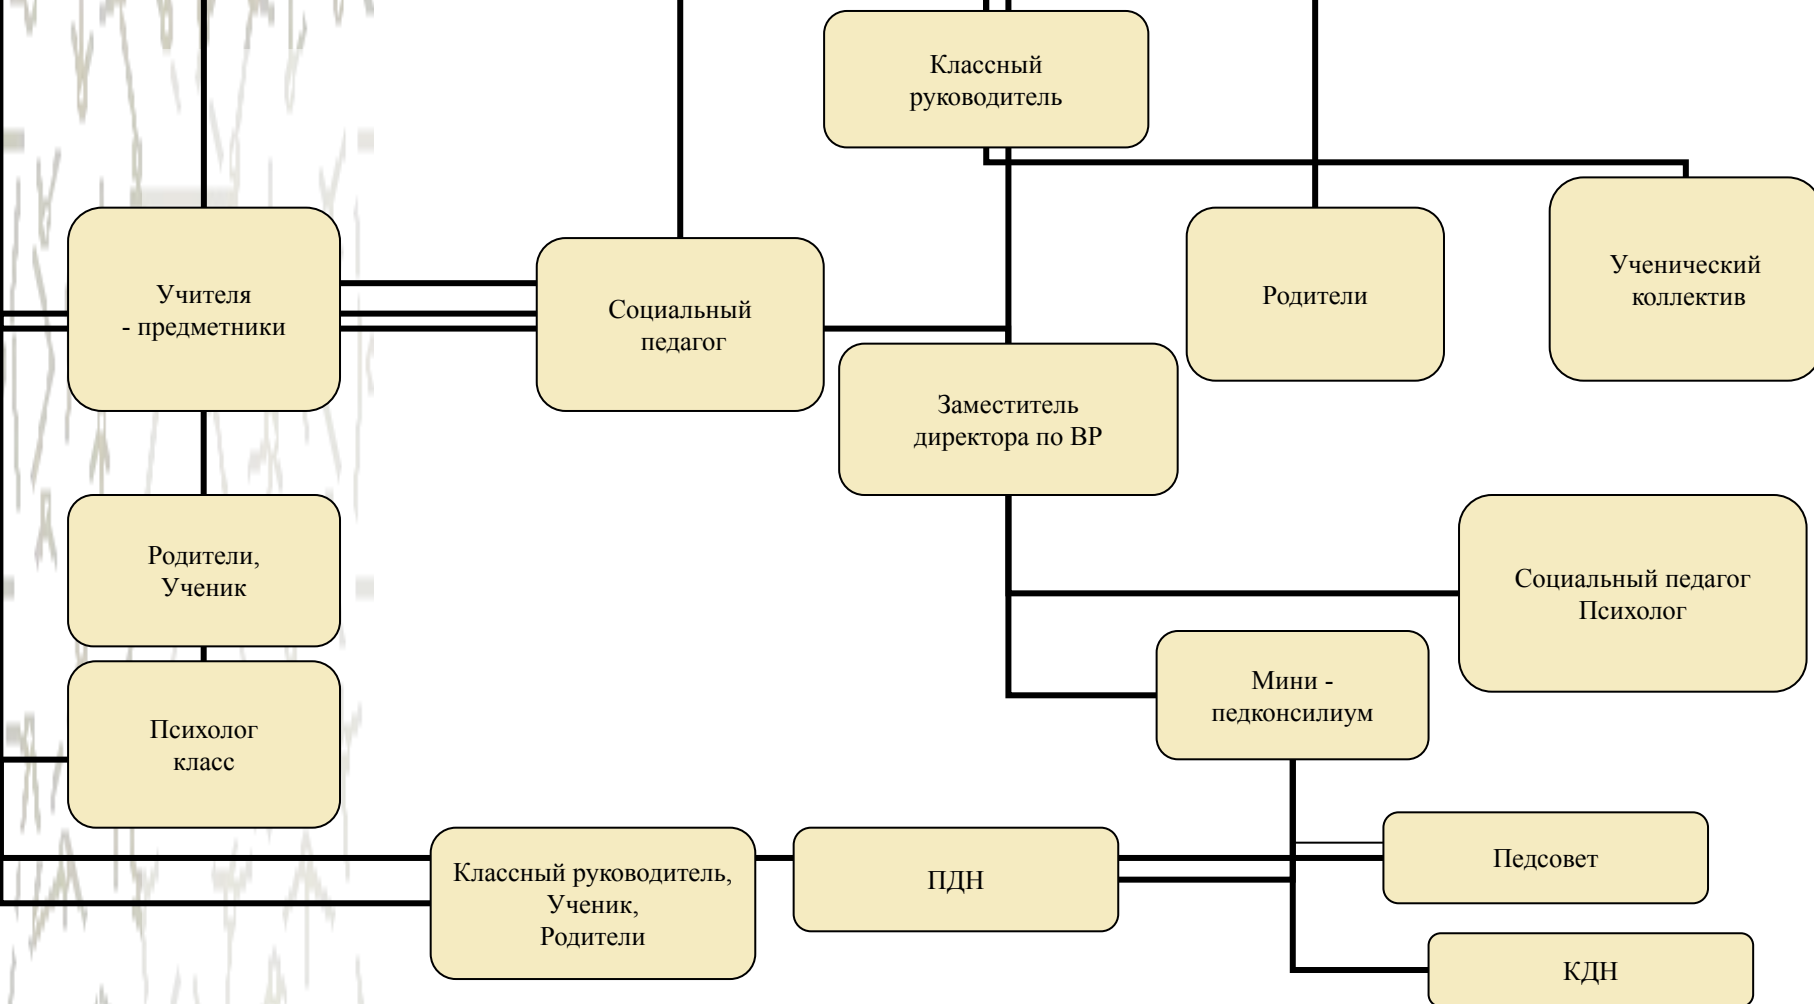 Классный
руководитель
Учителя
- предметники
Социальный
педагог
Родители
Ученический
коллектив
Заместитель
директора по ВР
Родители,
Ученик
Социальный педагог
Психолог
Мини -
педконсилиум
Психолог
класс
Классный руководитель,
Ученик,
Родители
ПДН
Педсовет
КДН